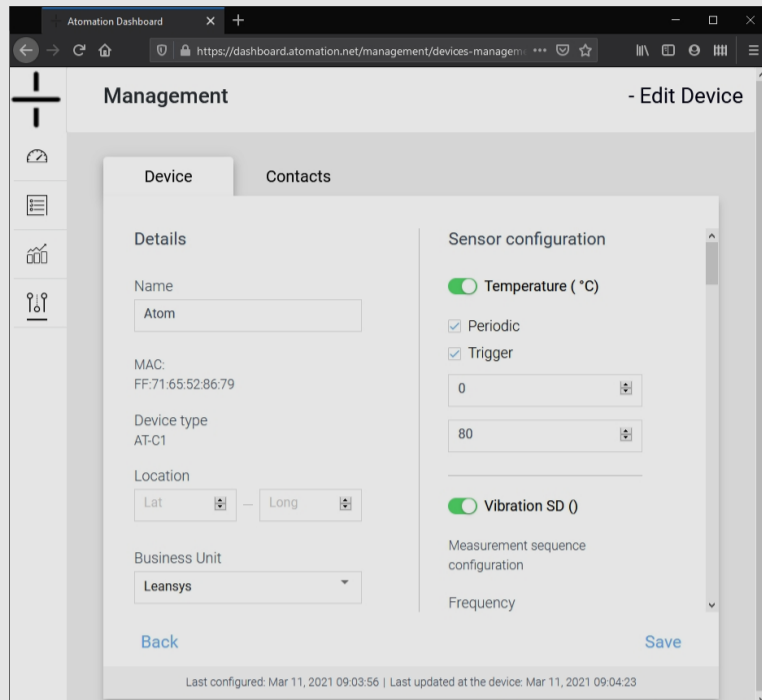 Atomation Dashboard
https://dashboard.atomation.net/management/devices-managem
Management
- Edit Device
Device
Contacts
Details
Name
Atom
MAC:
FF:71:65:52:86:79
Device type
AT-C1
Location
Lat
Long
Business Unit
Leansys
Sensor configuration
Temperature ( °C)
Periodic
Trigger
0
80
Vibration SD ()
Measurement sequence
configuration
Frequency
Back
Save
Last configured: Mar 11, 2021 09:03:56 | Last updated at the device: Mar 11, 2021 09:04:23